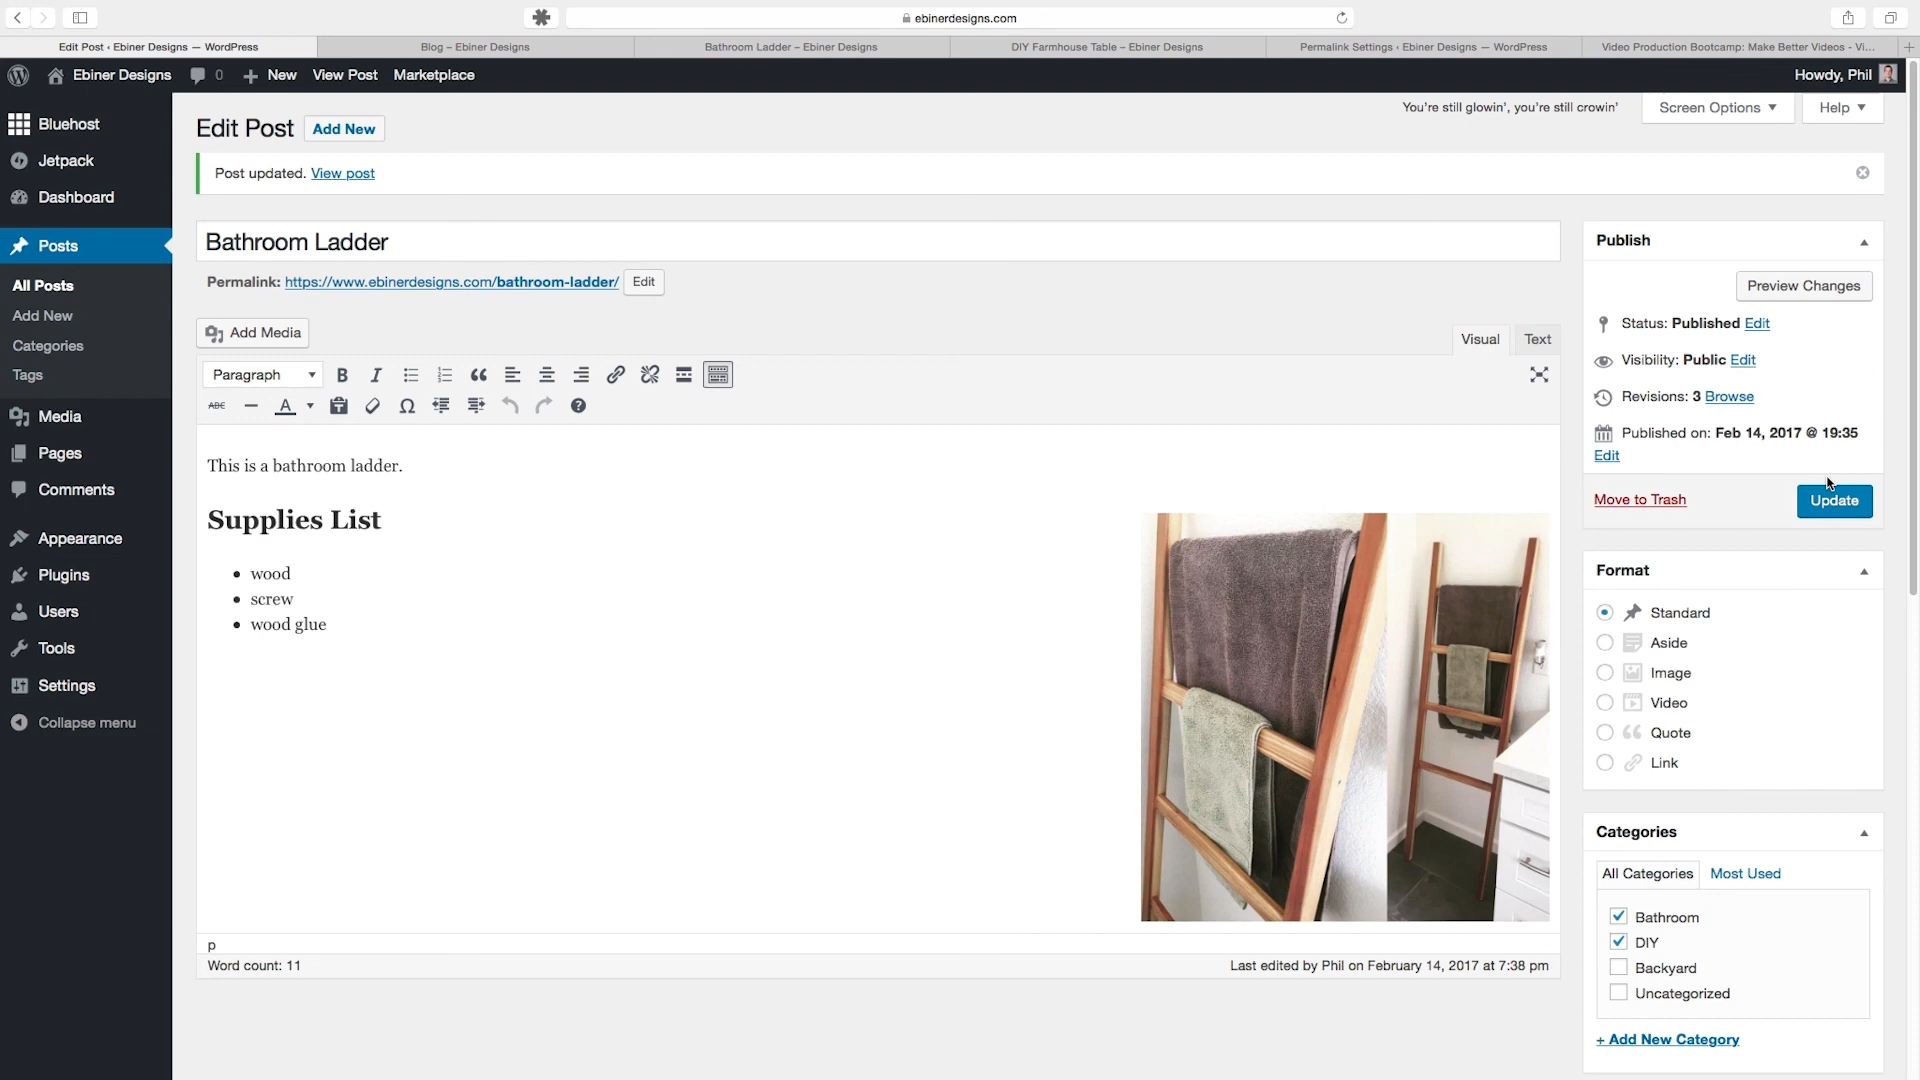 ebinerdesigns.com
Edit Post ‹ Ebiner Designs — WordPress
Blog – Ebiner Designs
Bathroom Ladder – Ebiner Designs
DIY Farmhouse Table – Ebiner Designs
Permalink Settings ‹ Ebiner Designs — WordPress
Video Production Bootcamp: Make Better Videos - Vi...
Ebiner Designs
0
New
View Post
Marketplace
Howdy, Phil
Bluehost
Jetpack
Dashboard
Posts
All Posts
Add New
Categories
Tags
Media
Pages
Comments
Appearance
Plugins
Users
Tools
Settings
Collapse menu
You're still glowin', you're still crowin'
Screen Options
Help
Edit Post
Add New
Post updated. View post
Bathroom Ladder
Permalink: https://www.ebinerdesigns.com/bathroom-ladder/ Edit
Add Media
Visual
Text
Paragraph
B I
ABC
A
Ω
This is a bathroom ladder.
Supplies List
wood
screw
wood glue
p
Word count: 11
Last edited by Phil on February 14, 2017 at 7:38 pm
Publish
Preview Changes
Status: Published Edit
Visibility: Public Edit
Revisions: 3 Browse
Published on: Feb 14, 2017 @ 19:35
Edit
Move to Trash
Update
Format
Standard
Aside
Image
Video
Quote
Link
Categories
All Categories
Most Used
Bathroom
DIY
Backyard
Uncategorized
+ Add New Category